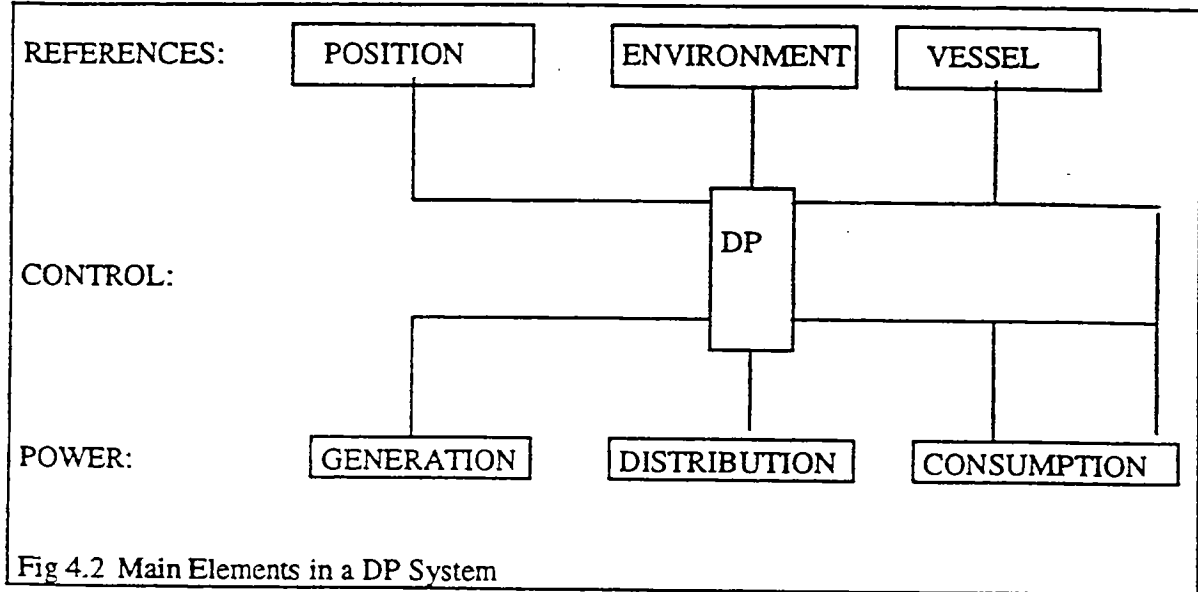 REFERENCES: POSITION ENVIRONMENT VESSEL
DP
CONTROL:
POWER: GENERATION DISTRIBUTION CONSUMPTION
Fig 4.2 Main Elements in a DP System